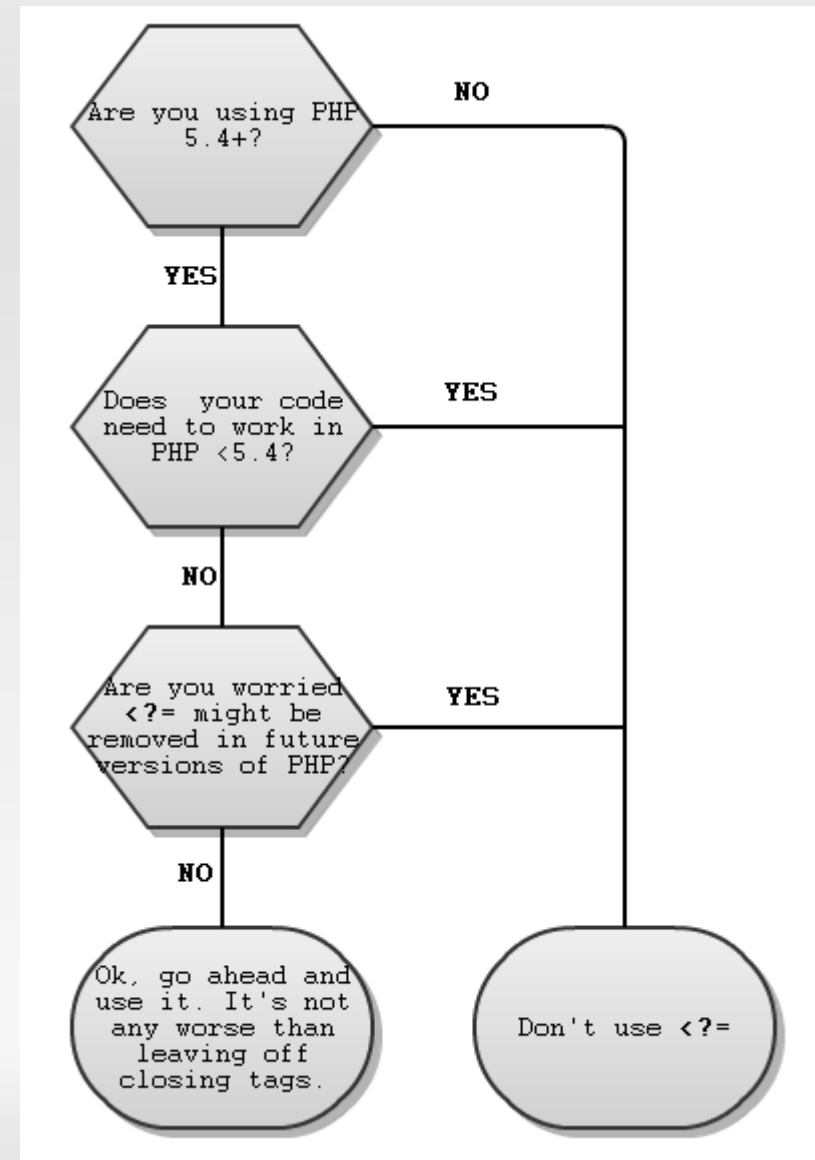 Are you using PHP
5.4+?
NO
YES
Does  your code
need to work in
PHP <5.4?
YES
NO
Are you worried
<?= might be
removed in future
versions of PHP?
YES
NO
Ok, go ahead and
use it. It's not
any worse than
leaving off
closing tags.
Don't use <?=